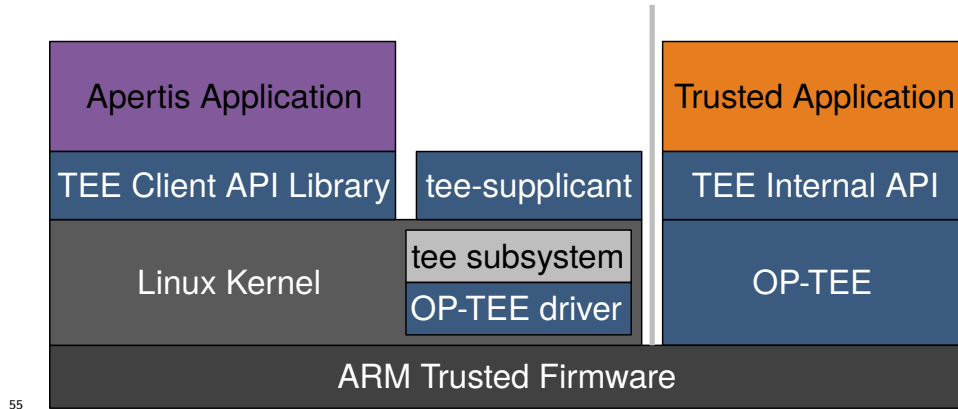 Apertis Application
Trusted Application
TEE Client API Library
tee-supplicant
TEE Internal API
Linux Kernel
tee subsystem
OP-TEE driver
OP-TEE
ARM Trusted Firmware
55